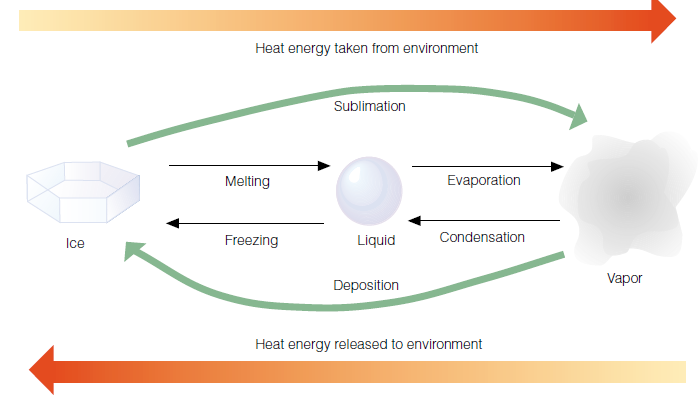 Heat energy taken from environment
Sublimation
Melting
Evaporation
Ice
Freezing
Liquid
Condensation
Vapor
Deposition
Heat energy released to environment